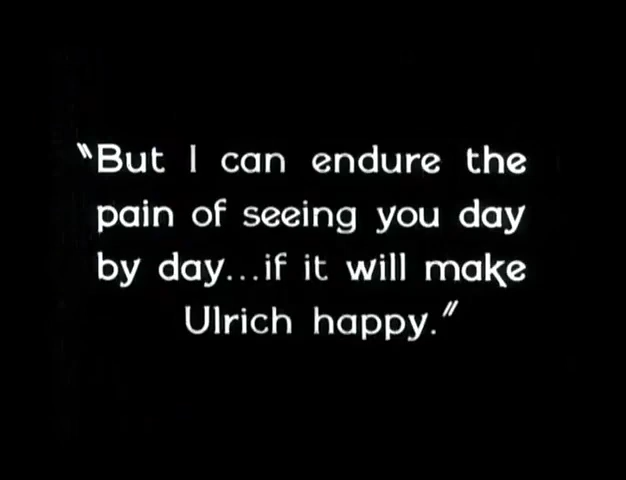 "But I can endure the
pain of seeing you day
by day...if it will make
Ulrich happy."